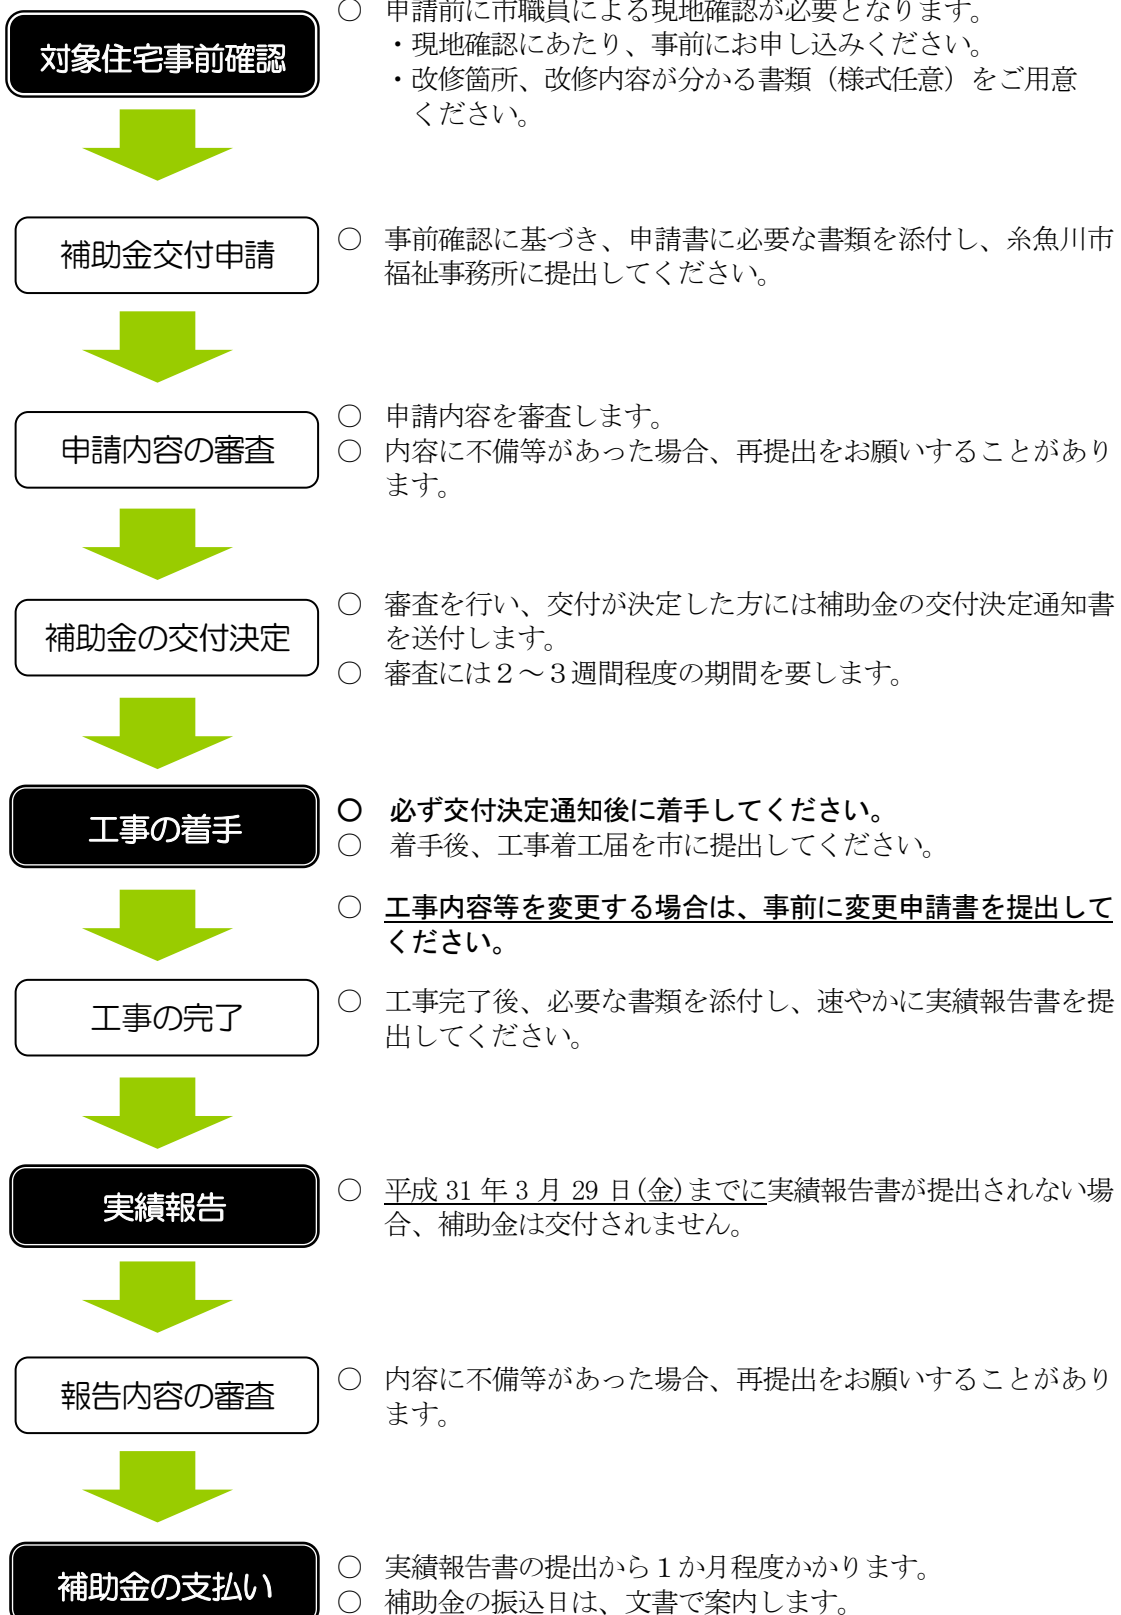 ○ 申請前に市職員による現地確認が必要となります。
対象住宅事前確認
・現地確認にあたり、事前にお申し込みください。
・改修箇所、改修内容が分かる書類（様式任意）をご用意
ください。
補助金交付申請
○ 事前確認に基づき、申請書に必要な書類を添付し、糸魚川市
福祉事務所に提出してください。
申請内容の審査
○ 申請内容を審査します。
○ 内容に不備等があった場合、再提出をお願いすることがあり
ます。
補助金の交付決定
○ 審査を行い、交付が決定した方には補助金の交付決定通知書
を送付します。
○ 審査には２～３週間程度の期間を要します。
工事の着手
○ 必ず交付決定通知後に着手してください。
○ 着手後、工事着工届を市に提出してください。
○ 工事内容等を変更する場合は、事前に変更申請書を提出して
ください。
工事の完了
○ 工事完了後、必要な書類を添付し、速やかに実績報告書を提
出してください。
実績報告
○ 平成 31 年 3 月 29 日(金)までに実績報告書が提出されない場
合、補助金は交付されません。
報告内容の審査
○ 内容に不備等があった場合、再提出をお願いすることがあり
ます。
補助金の支払い
○ 実績報告書の提出から１か月程度かかります。
○ 補助金の振込日は、文書で案内します。